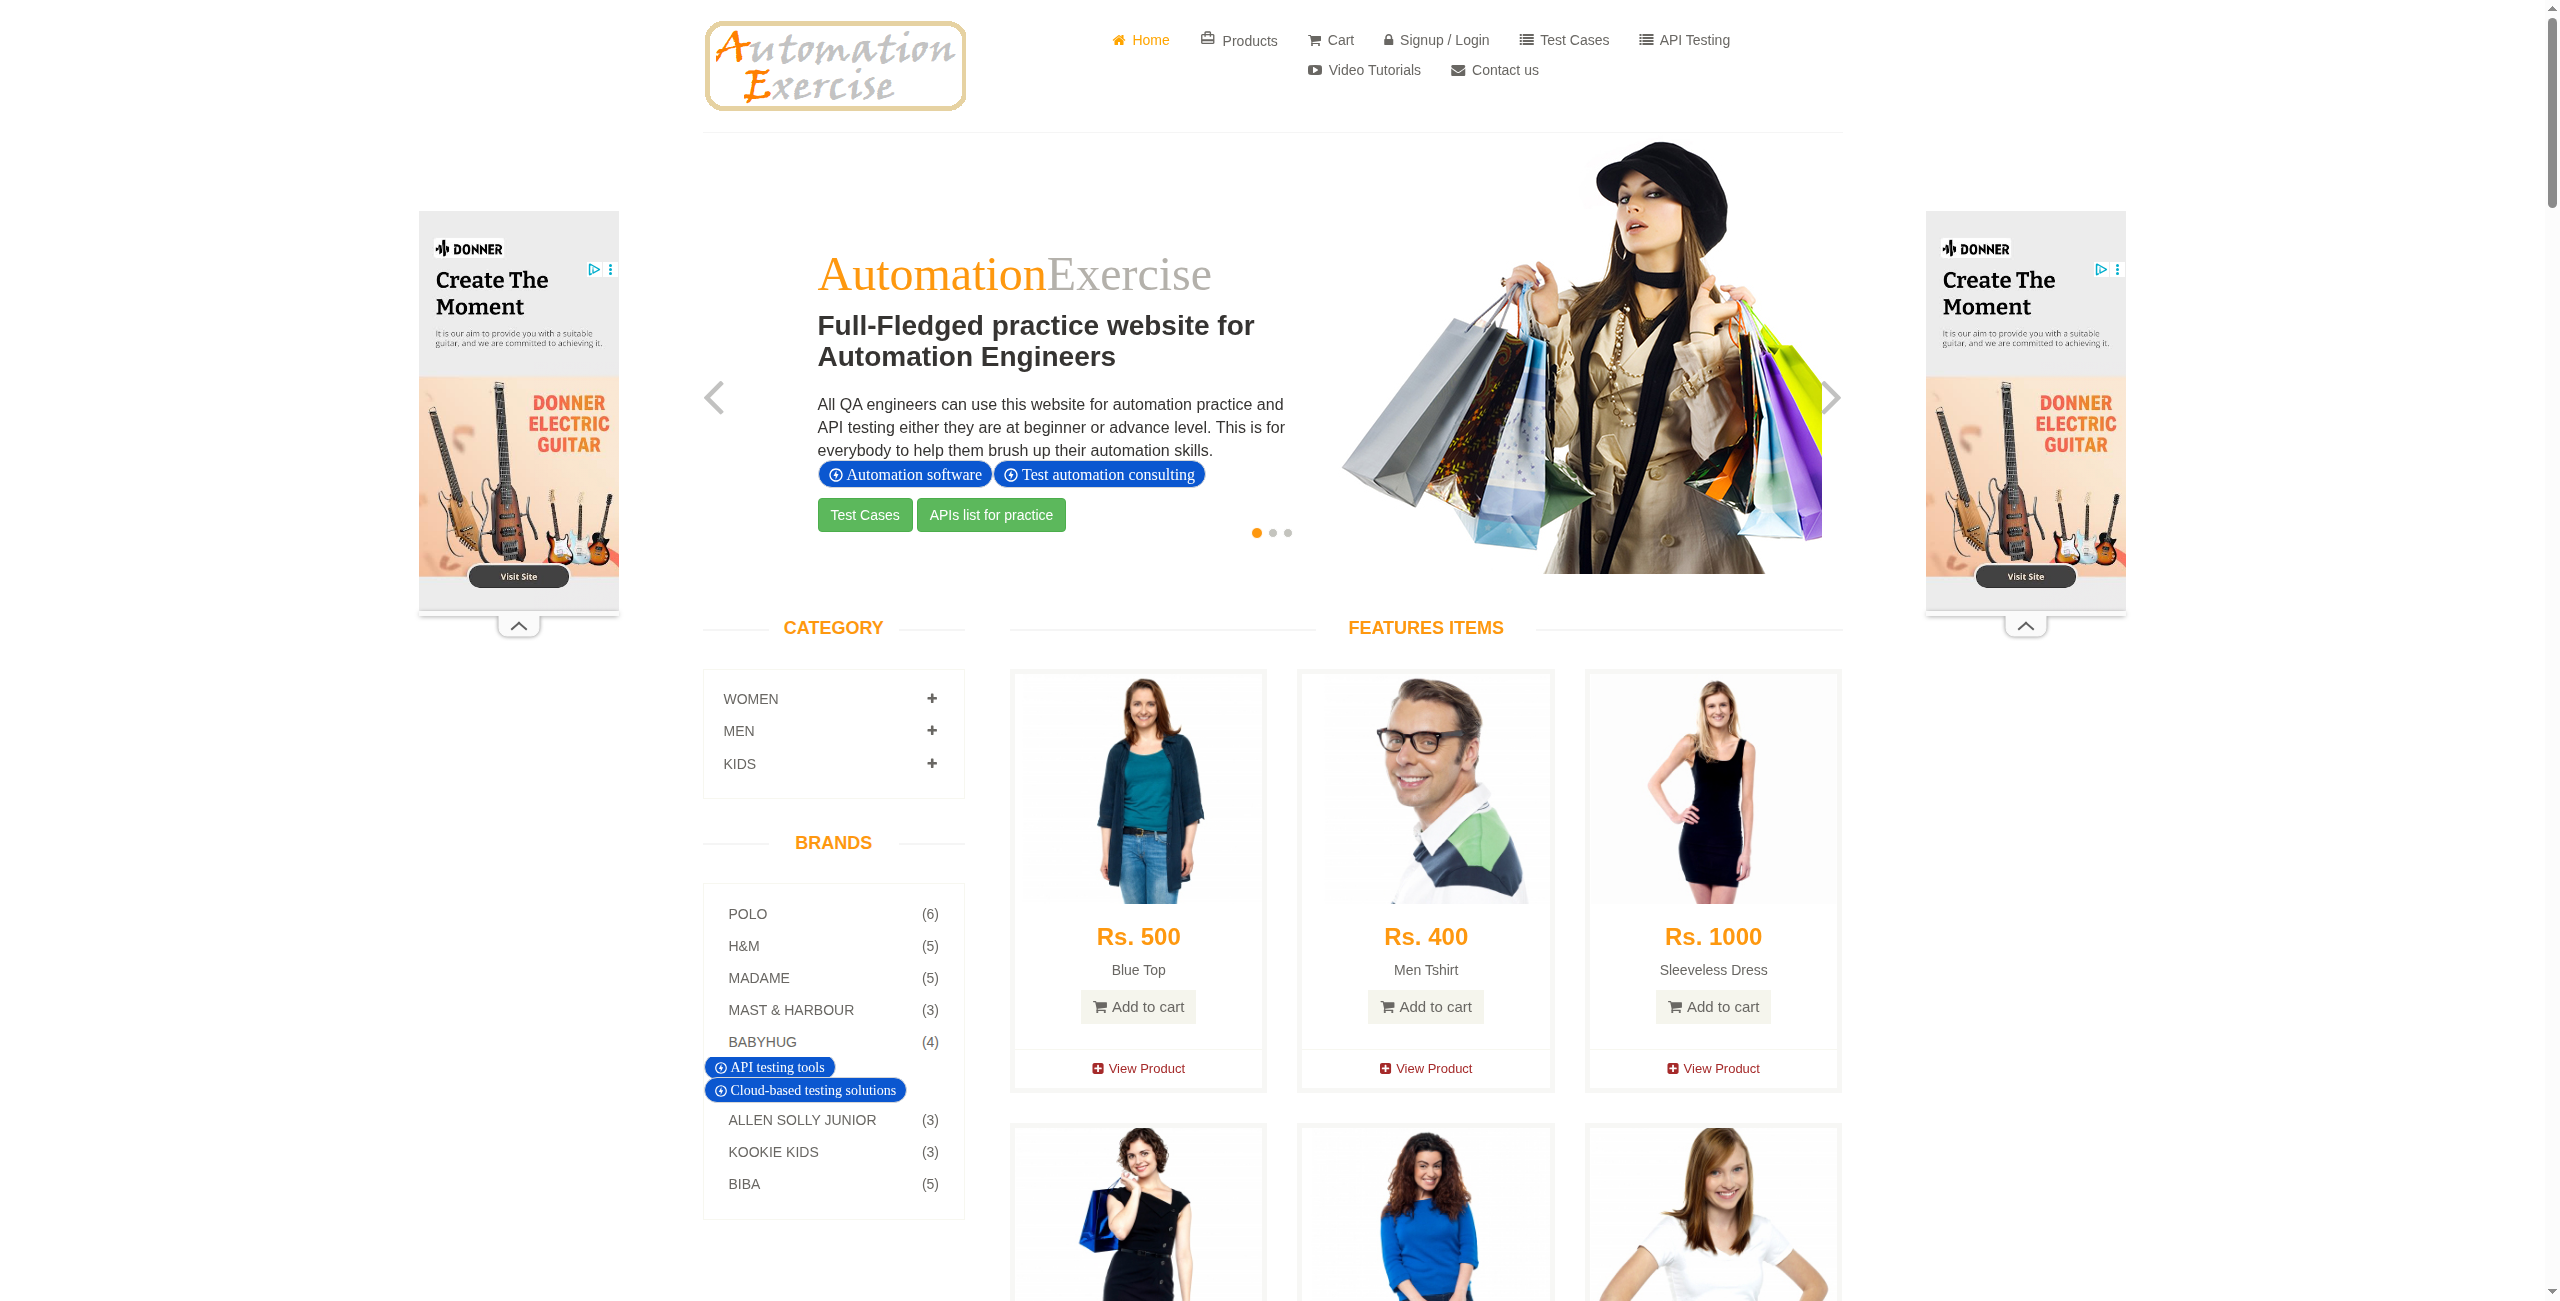 Automation
Exercise
Home
Products
Cart
Signup / Login
Test Cases
API Testing
Video Tutorials
Contact us
DONNER
Create The
Moment
It is our aim to provide you with a suitable
guitar, and we are committed to achieving it.
DONNER
ELECTRIC
GUITAR
Visit Site
AutomationExercise
Full-Fledged practice website for
Automation Engineers
All QA engineers can use this website for automation practice and
API testing either they are at beginner or advance level. This is for
everybody to help them brush up their automation skills.
Automation software
Test automation consulting
Test Cases
APIs list for practice
DONNER
Create The
Moment
It is our aim to provide you with a suitable
guitar, and we are committed to achieving it.
DONNER
ELECTRIC
GUITAR
Visit Site
CATEGORY
WOMEN
MEN
KIDS
BRANDS
POLO (6)
H&M (5)
MADAME (5)
MAST & HARBOUR (3)
BABYHUG (4)
API testing tools
Cloud-based testing solutions
ALLEN SOLLY JUNIOR (3)
KOOKIE KIDS (3)
BIBA (5)
FEATURES ITEMS
Rs. 500
Blue Top
Add to cart
View Product
Rs. 400
Men Tshirt
Add to cart
View Product
Rs. 1000
Sleeveless Dress
Add to cart
View Product